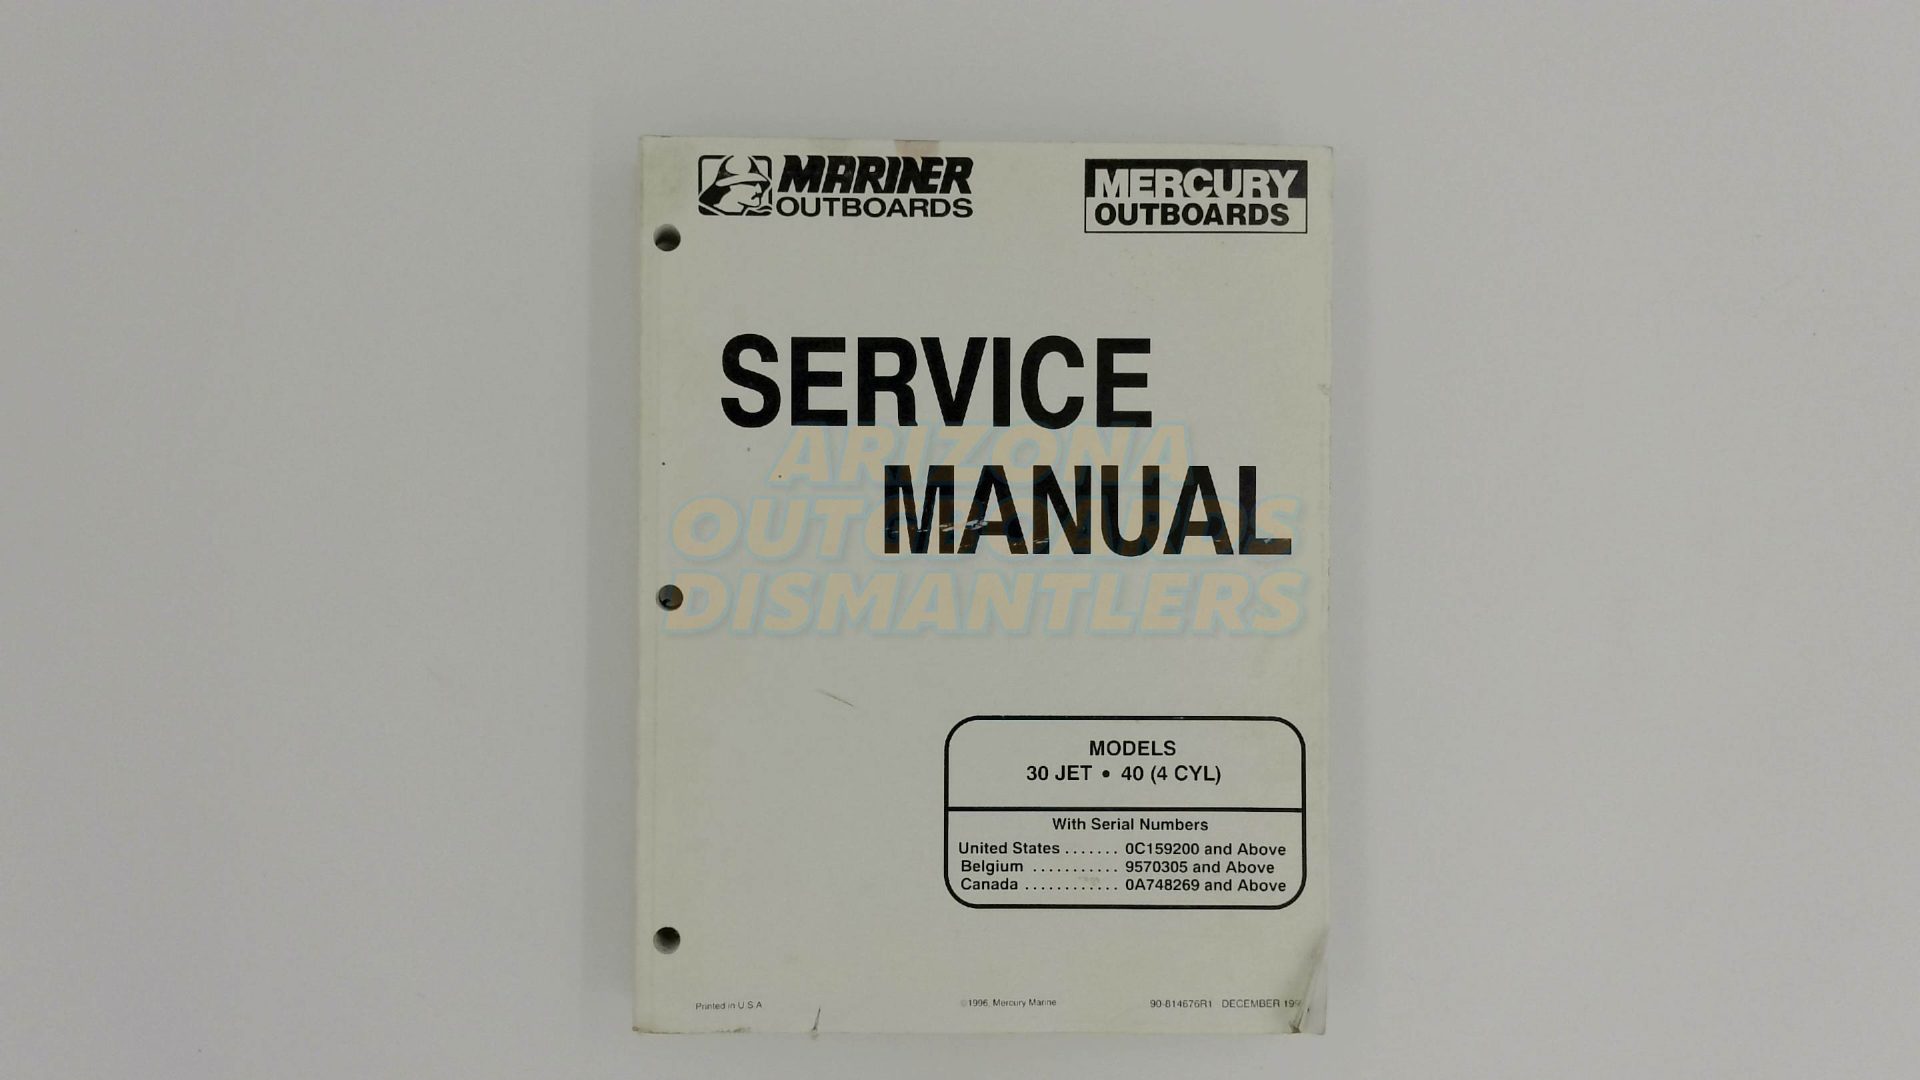 MARINER
OUTBOARDS
MERCURY
OUTBOARDS
SERVICE
MANUAL
ARIZONA
OUTBOARDS
DISMANTLERS
MODELS
30 JET • 40 (4 CYL)
With Serial Numbers
United States ....... 0C159200 and Above
Belgium ........... 9570305 and Above
Canada ............ 0A748269 and Above
Printed in U.S.A
©1996, Mercury Marine
90-814676R1 DECEMBER